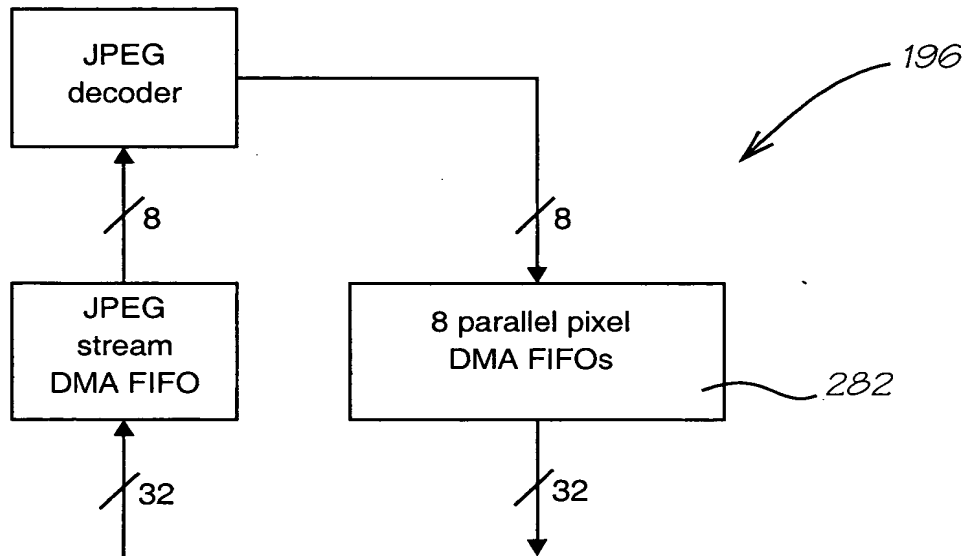 JPEG
decoder
196
8
8
JPEG
stream
DMA FIFO
8 parallel pixel
DMA FIFOs
282
32
32